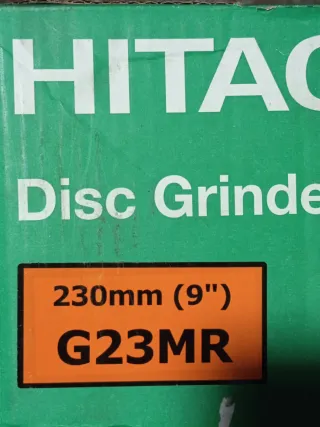 HITAC
Disc Grinde
230mm (9")
G23MR